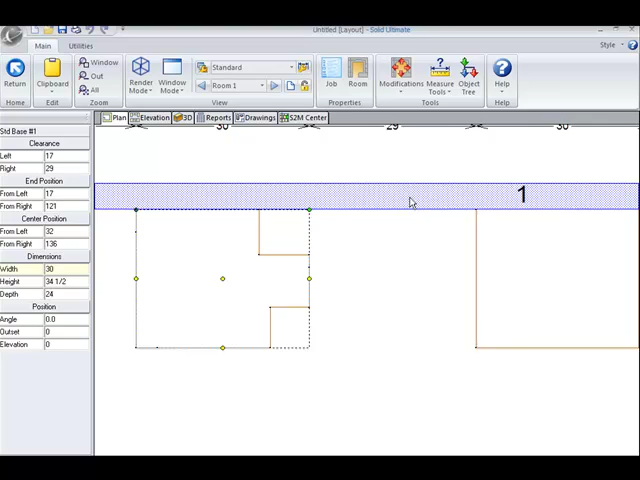 Untitled [Layout] - Solid Ultimate
Main Utilities Style
Return Clipboard Window Out All Render Mode Window Mode Standard Room 1 Job Room Modifications Measure Tools Object Tree Help
Home Edit Zoom View Properties Tools Help
Plan Elevation 3D Reports Drawings S2M Center
Std Base #1
Clearance
Left 17
Right 29
End Position
From Left 17
From Right 121
Center Position
From Left 32
From Right 136
Dimensions
Width 30
Height 34 1/2
Depth 24
Position
Angle 0.0
Outset 0
Elevation 0
30 29 30
1